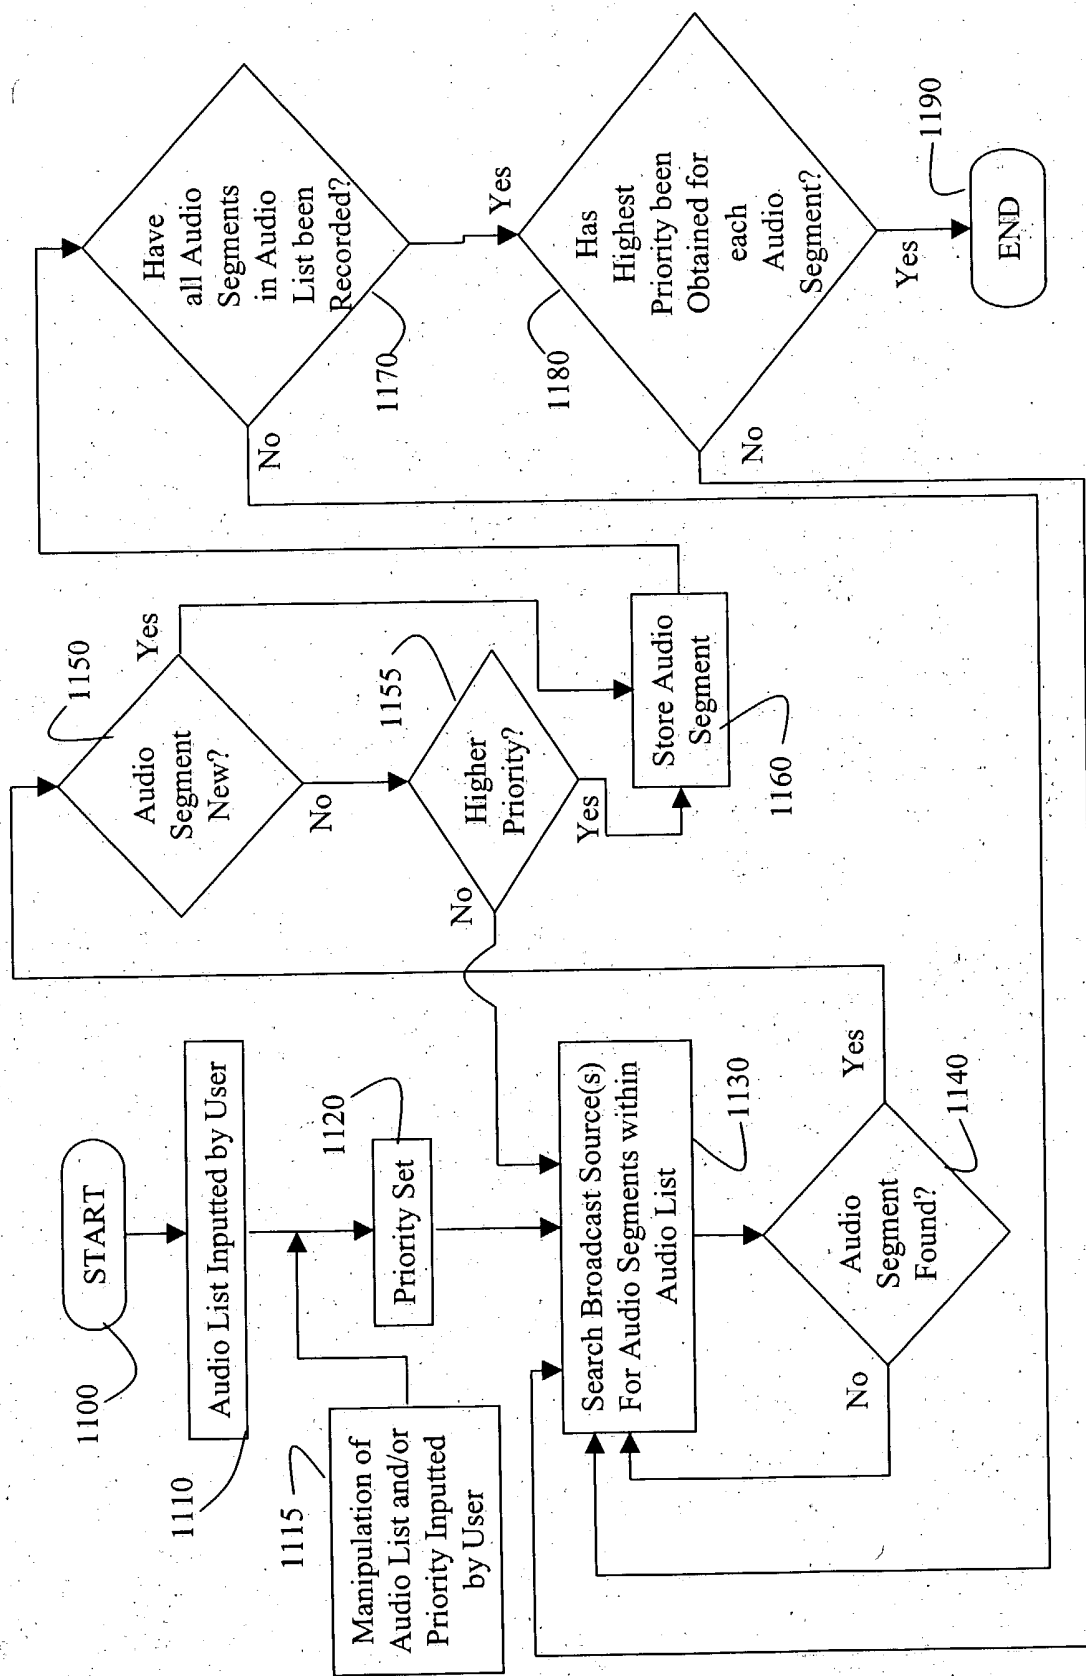 START
1100
Audio List Inputted by User
1110
Manipulation of
Audio List and/or
Priority Inputted
by User
1115
Priority Set
1120
Search Broadcast Source(s)
For Audio Segments within
Audio List
1130
Audio
Segment
Found?
1140
No
Yes
Audio
Segment
New?
1150
Yes
No
Higher
Priority?
1155
No
Yes
Store Audio
Segment
1160
Have
all Audio
Segments
in Audio
List been
Recorded?
1170
No
Yes
Has
Highest
Priority been
Obtained for
each
Audio
Segment?
1180
No
Yes
END
1190